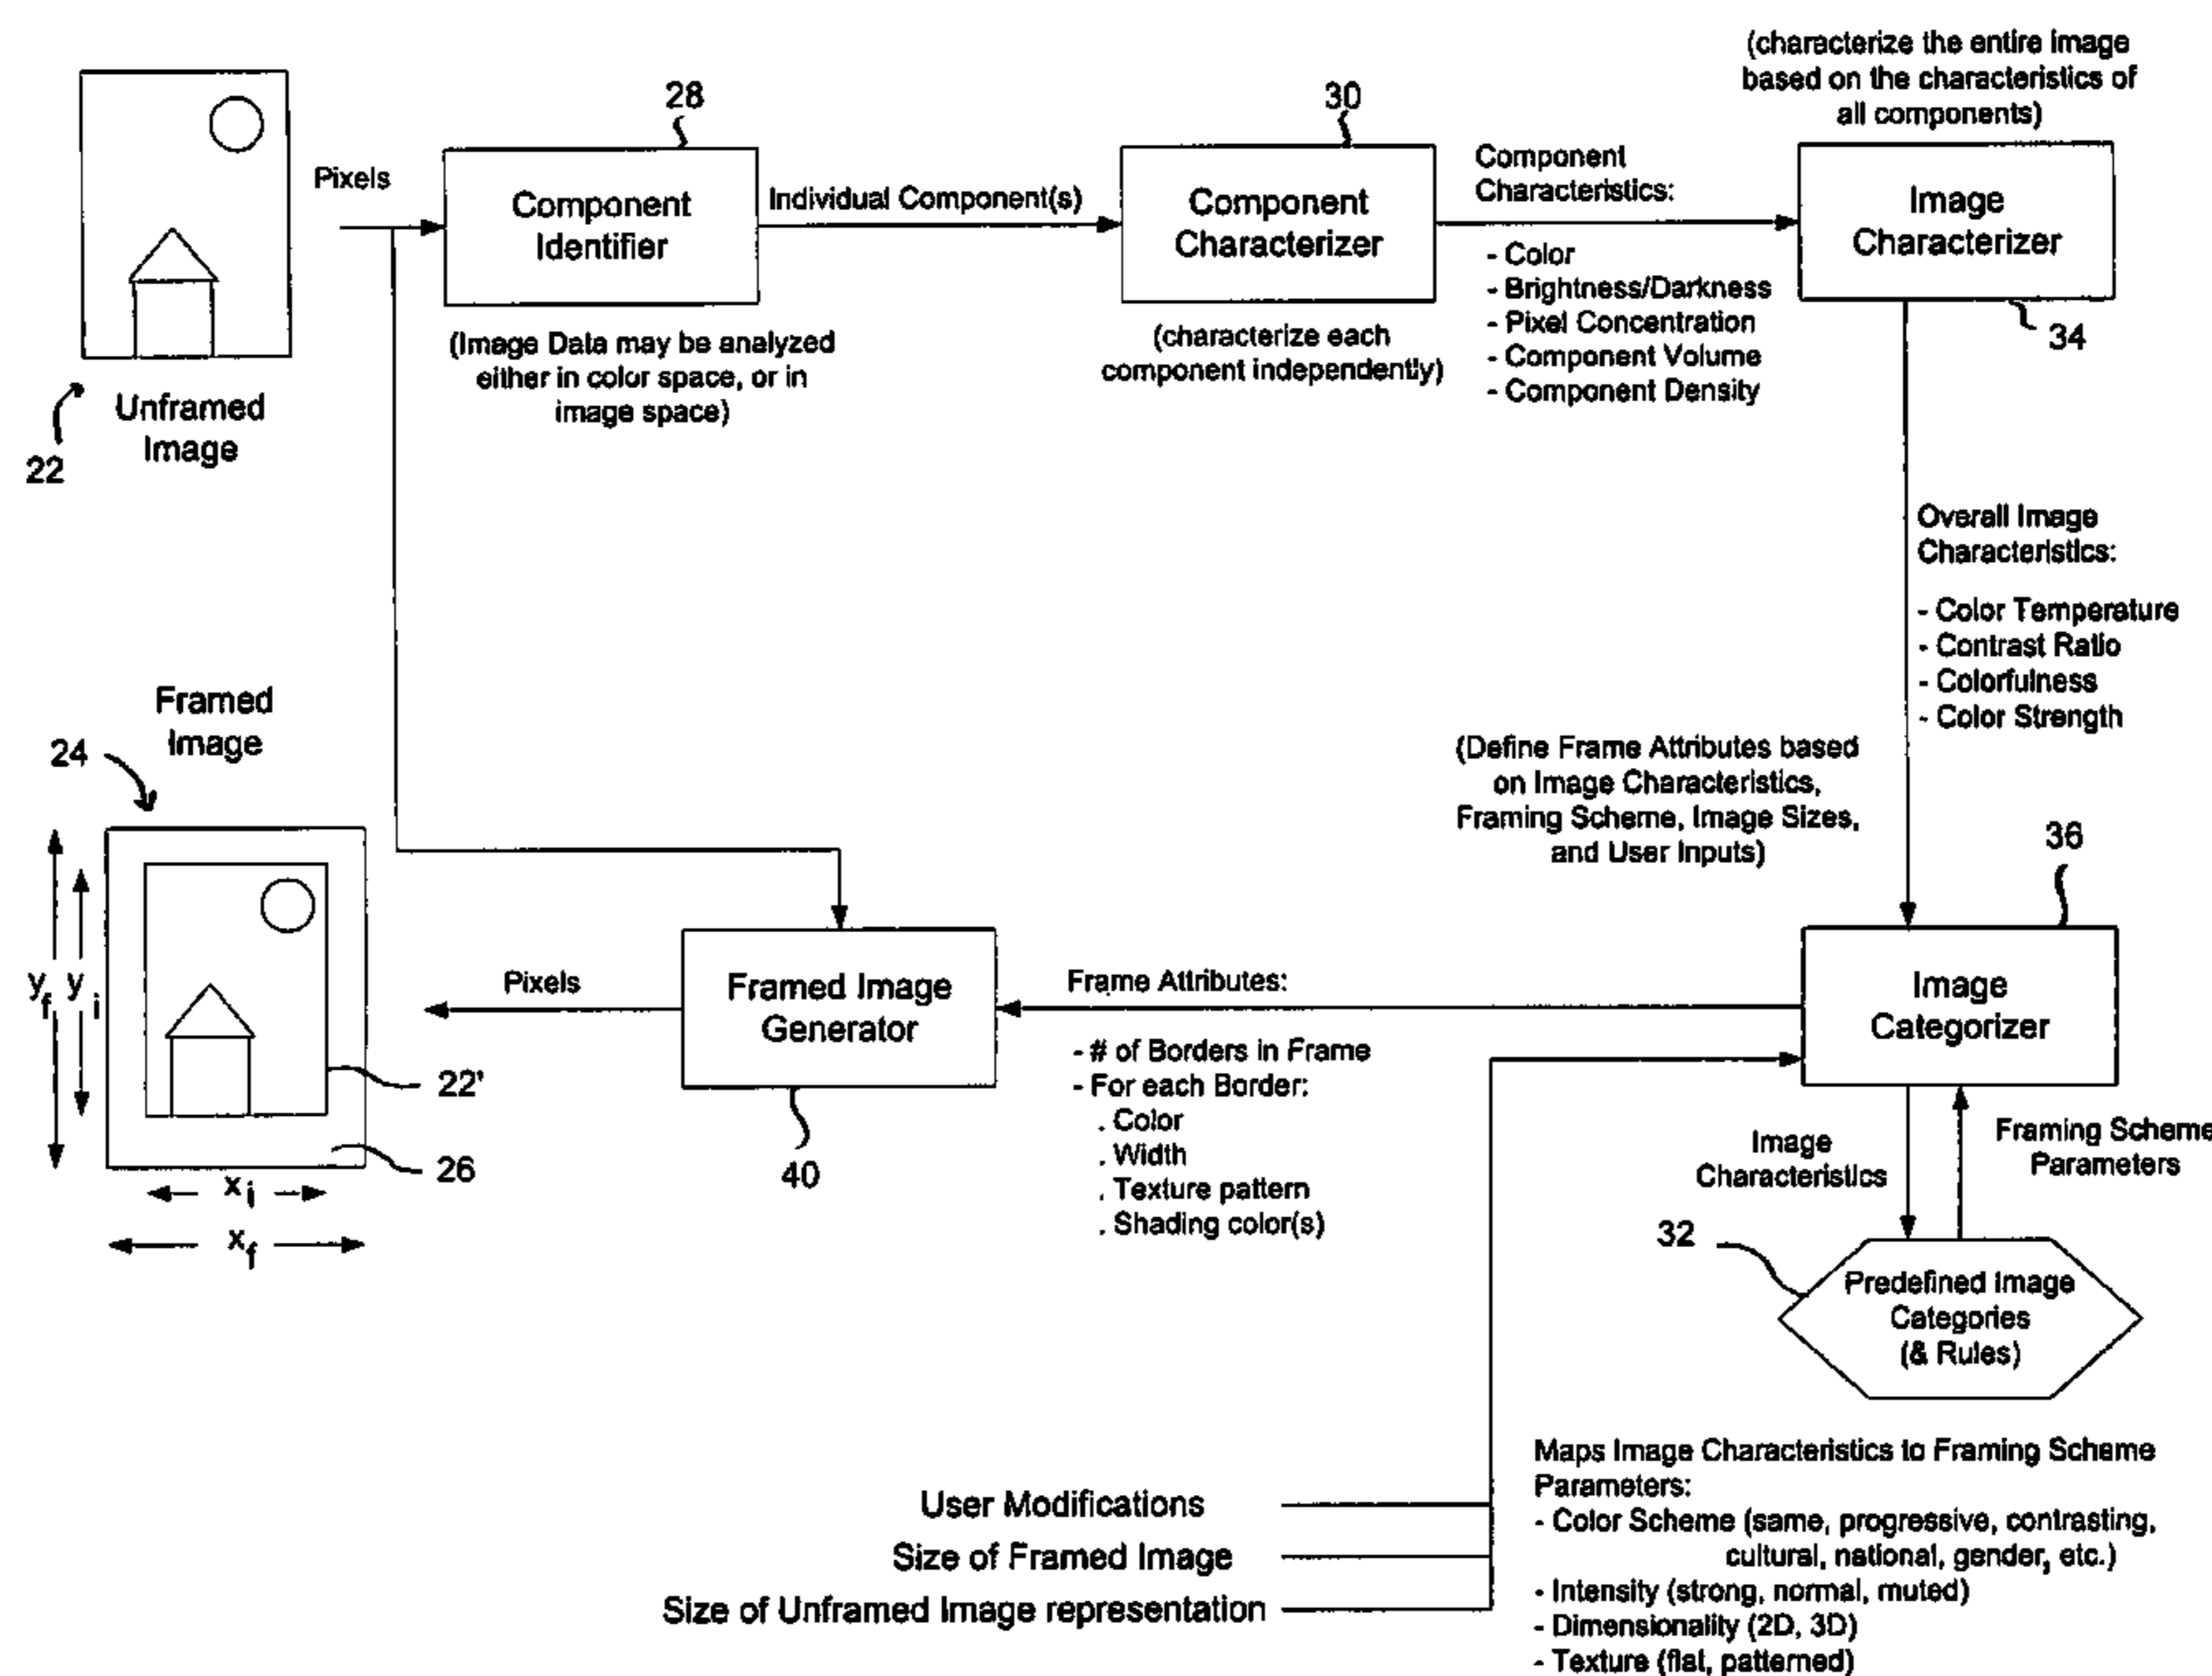 (characterize the entire image
based on the characteristics of
all components)
28
30
Pixels
Component
Identifier
Individual Component(s)
Component
Characterizer
Component
Characteristics:
- Color
- Brightness/Darkness
- Pixel Concentration
- Component Volume
- Component Density
Image
Characterizer
34
(Image Data may be analyzed
either in color space, or in
image space)
(characterize each
component independently)
Unframed
Image
22
Overall Image
Characteristics:
- Color Temperature
- Contrast Ratio
- Colorfulness
- Color Strength
Framed
Image
24
(Define Frame Attributes based
on Image Characteristics,
Framing Scheme, Image Sizes,
and User Inputs)
36
yf yi
22'
26
xi
xf
Pixels
Framed Image
Generator
40
Frame Attributes:
- # of Borders in Frame
- For each Border:
. Color
. Width
. Texture pattern
. Shading color(s)
Image
Categorizer
Image
Characteristics
Framing Scheme
Parameters
32
Predefined Image
Categories
(& Rules)
User Modifications
Size of Framed Image
Size of Unframed Image representation
Maps Image Characteristics to Framing Scheme
Parameters:
- Color Scheme (same, progressive, contrasting,
cultural, national, gender, etc.)
- Intensity (strong, normal, muted)
- Dimensionality (2D, 3D)
- Texture (flat, patterned)